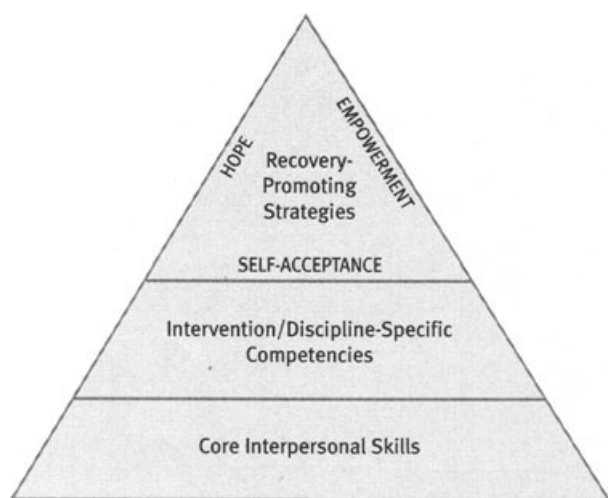 HOPE
EMPOWERMENT
Recovery-
Promoting
Strategies
SELF-ACCEPTANCE
Intervention/Discipline-Specific
Competencies
Core Interpersonal Skills